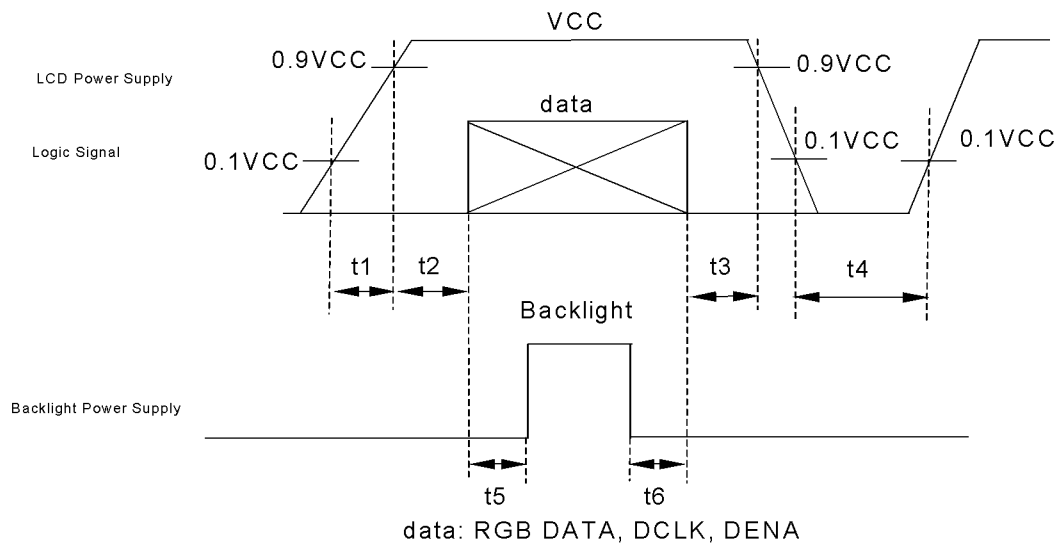 VCC
0.9VCC
0.9VCC
LCD Power Supply
data
Logic Signal
0.1VCC
0.1VCC
0.1VCC
t1
t2
t3
t4
Backlight
Backlight Power Supply
t5
t6
data: RGB DATA, DCLK, DENA